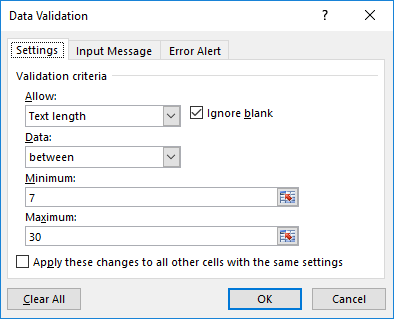 Data Validation ? ×
Settings Input Message Error Alert
Validation criteria
Allow:
Text length Ignore blank
Data:
between
Minimum:
7
Maximum:
30
Apply these changes to all other cells with the same settings
Clear All OK Cancel